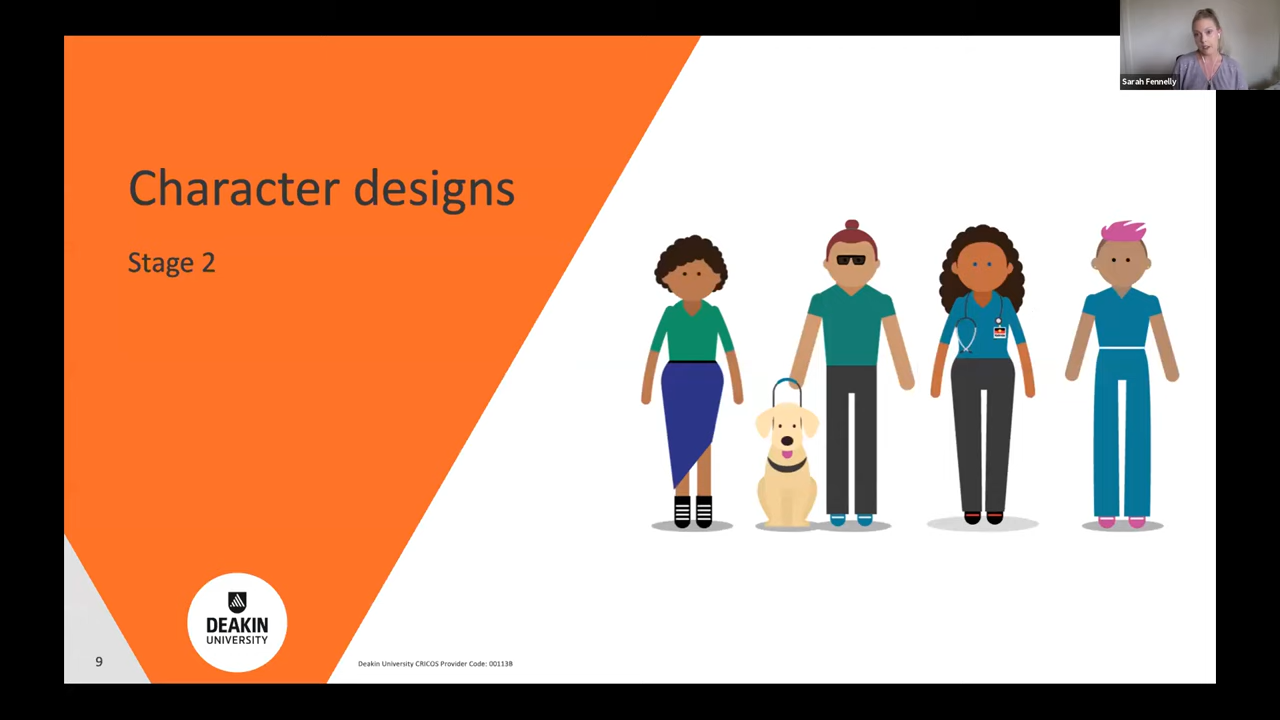 Sarah Fennelly
Character designs
Stage 2
DEAKIN
UNIVERSITY
9
Deakin University CRICOS Provider Code: 00113B